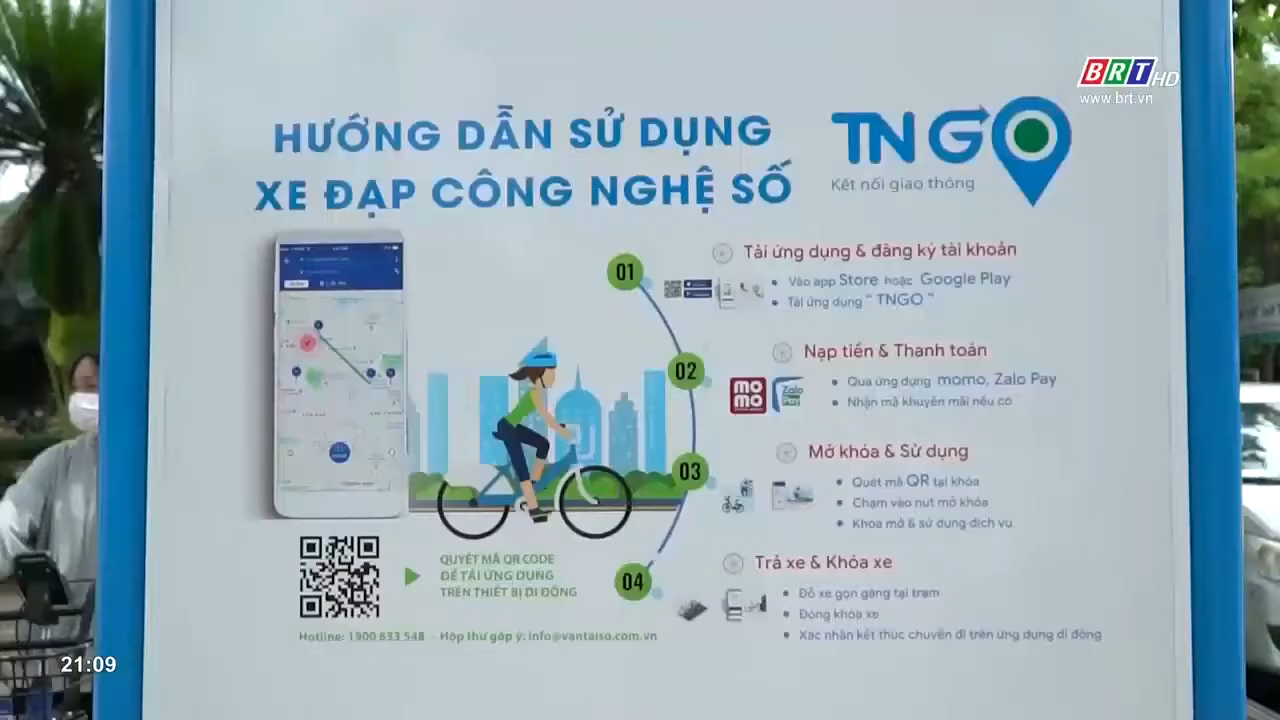 BRT HD
www.brt.vn
HƯỚNG DẪN SỬ DỤNG
XE ĐẠP CÔNG NGHỆ SỐ
TNGO
Kết nối giao thông
01
Tải ứng dụng & đăng ký tài khoản
Vào app Store hoặc Google Play
Tải ứng dụng " TNGO "
02
Nạp tiền & Thanh toán
momo
Zalo Pay
Qua ứng dụng momo, Zalo Pay
Nhận mã khuyến mãi nếu có
03
Mở khóa & Sử dụng
Quét mã QR tại khóa
Chạm vào nút mở khóa
Khóa mở & sử dụng dịch vụ
04
Trả xe & Khóa xe
Đỗ xe gọn gàng tại trạm
Đóng khóa xe
Xác nhận kết thúc chuyến đi trên ứng dụng di động
QUYẾT MÃ QR CODE
ĐỂ TẢI ỨNG DỤNG
TRÊN THIẾT BỊ DI ĐỘNG
Hotline: 1900 633 548 - Hộp thư góp ý: info@vantaiso.com.vn
21:09